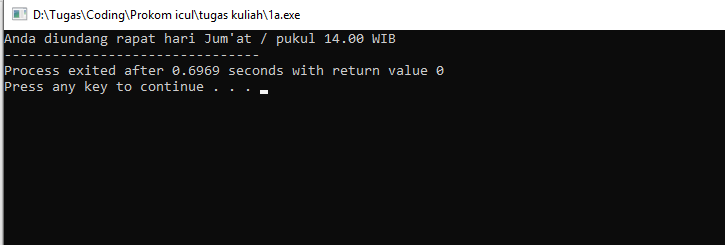 D:\Tugas\Coding\Prokom icul\tugas kuliah\1a.exe
Anda diundang rapat hari Jum'at / pukul 14.00 WIB
--------------------------------
Process exited after 0.6969 seconds with return value 0
Press any key to continue . . .